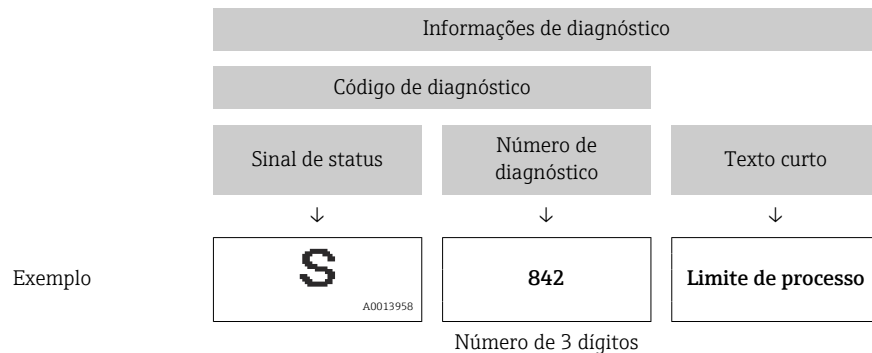 Informações de diagnóstico
Código de diagnóstico
Sinal de status
Número de
diagnóstico
Texto curto
↓ ↓ ↓
Exemplo
S
A0013958
842
Limite de processo
Número de 3 dígitos